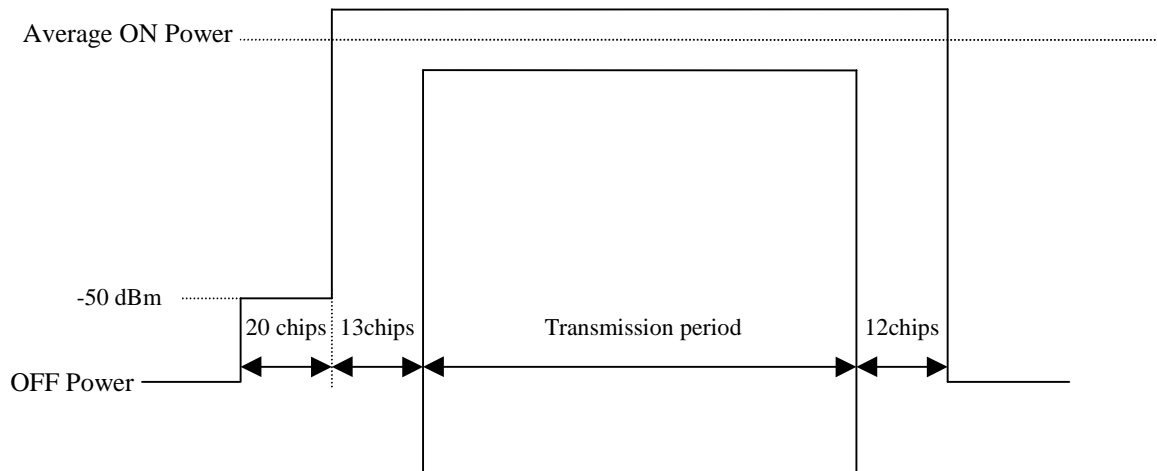 Average ON Power
-50 dBm
20 chips 13chips Transmission period 12chips
OFF Power